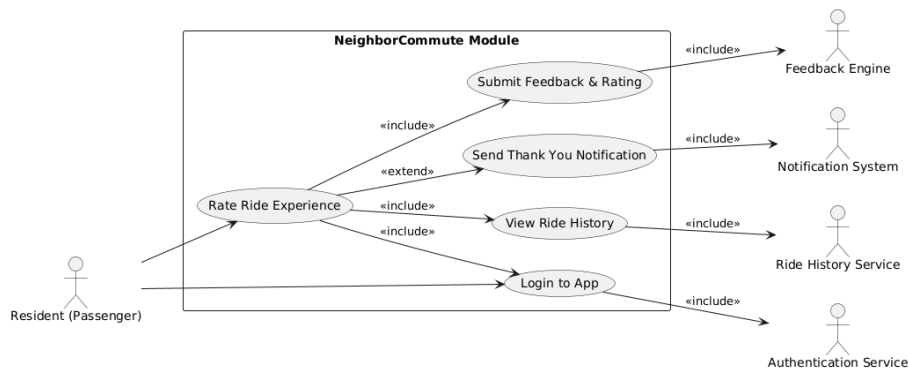 NeighborCommute Module
«include»
Feedback Engine
Submit Feedback & Rating
«include»
«include»
Send Thank You Notification
Notification System
«extend»
Rate Ride Experience
«include»
View Ride History
«include»
Ride History Service
«include»
Login to App
Resident (Passenger)
«include»
Authentication Service